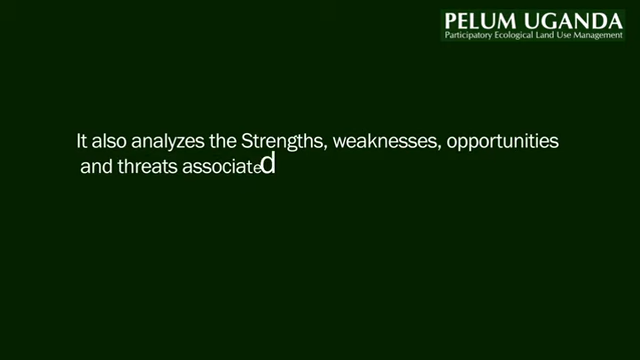 PELUM UGANDA
Participatory Ecological Land Use Management
It also analyzes the Strengths, weaknesses, opportunities
and threats associated